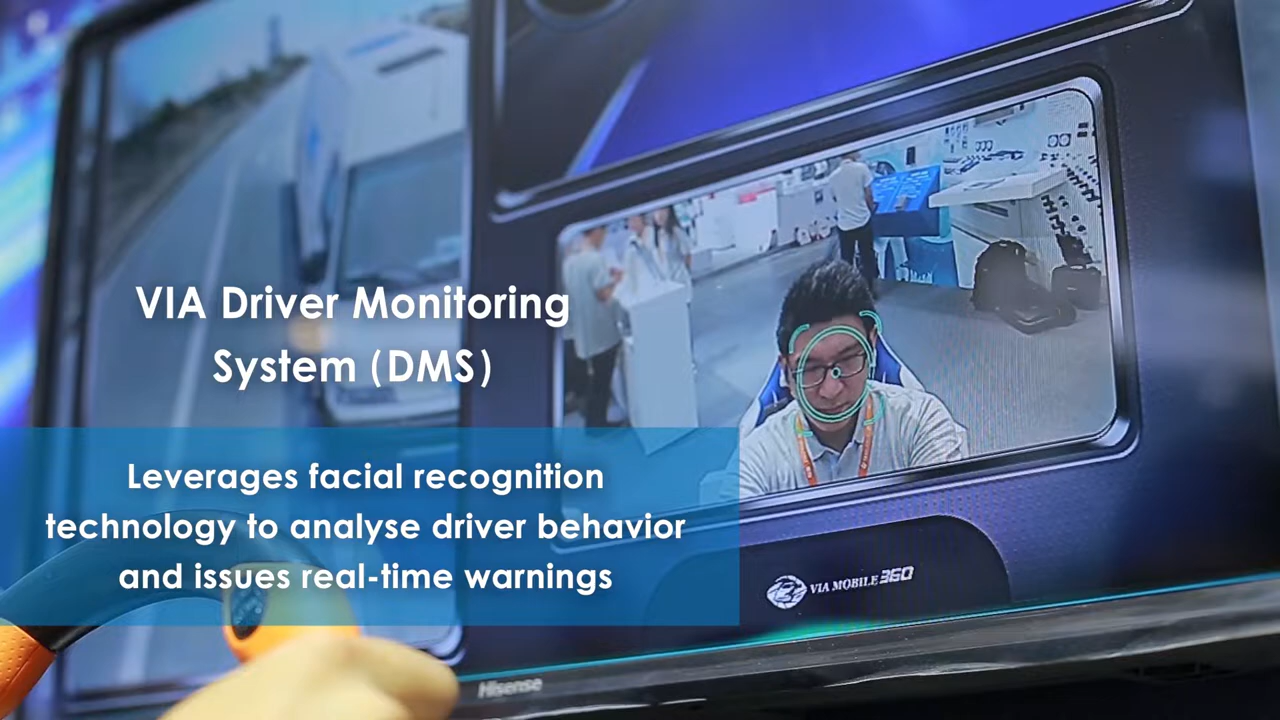 VIA Driver Monitoring
System (DMS)
Leverages facial recognition
technology to analyse driver behavior
and issues real-time warnings
VIA MOBILE360
Hisense